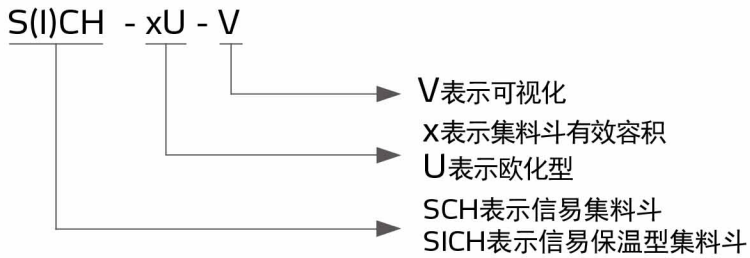 S(I)CH - xU - V
V表示可视化
x表示集料斗有效容积
U表示欧化型
SCH表示信易集料斗
SICH表示信易保温型集料斗